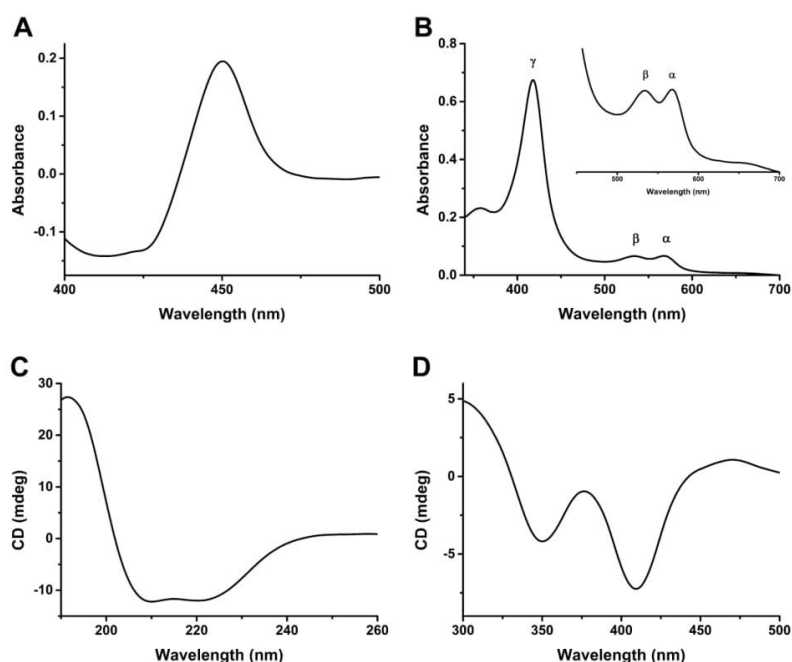 A
Absorbance
0.2
0.1
0.0
-0.1
400
425
450
475
500
Wavelength (nm)
B
Absorbance
0.8
0.6
0.4
0.2
0.0
400
500
600
700
Wavelength (nm)
γ
β
α
β
α
500
600
700
Wavelength (nm)
C
CD (mdeg)
30
20
10
0
-10
200
220
240
260
Wavelength (nm)
D
CD (mdeg)
5
0
-5
300
350
400
450
500
Wavelength (nm)